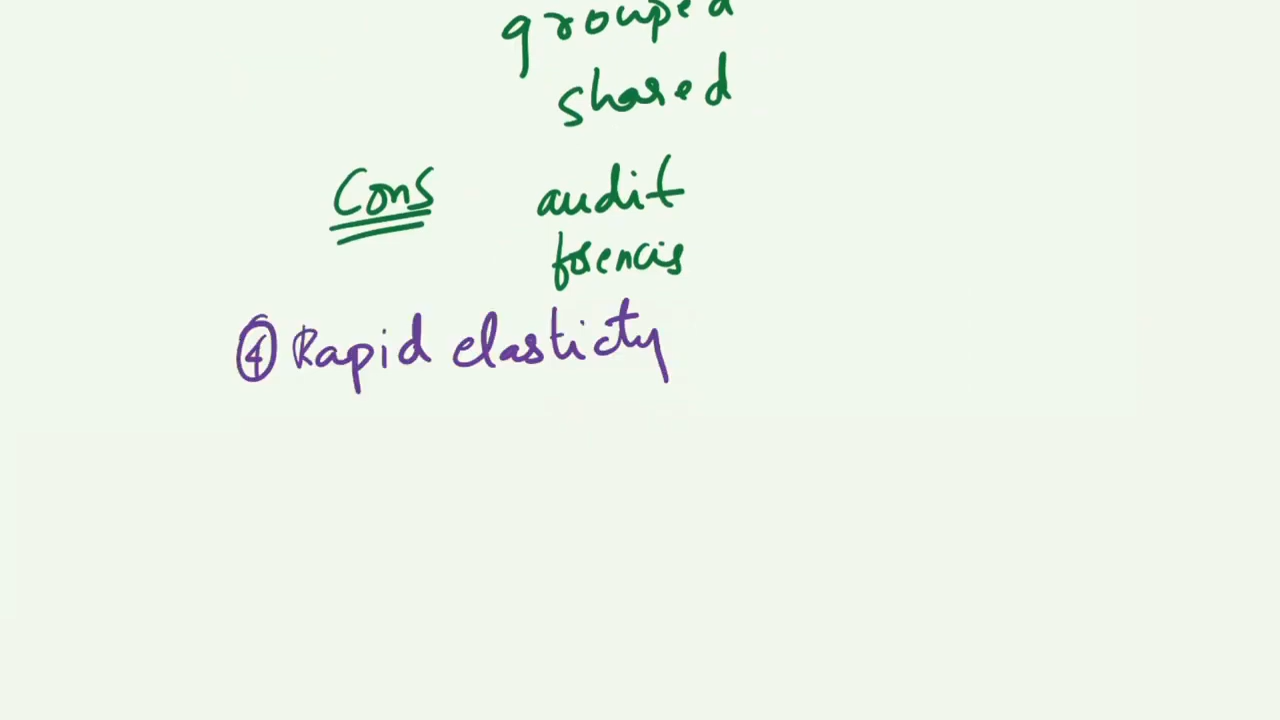 grouped
shared
Cons audit
forencis
④ Rapid elasticty